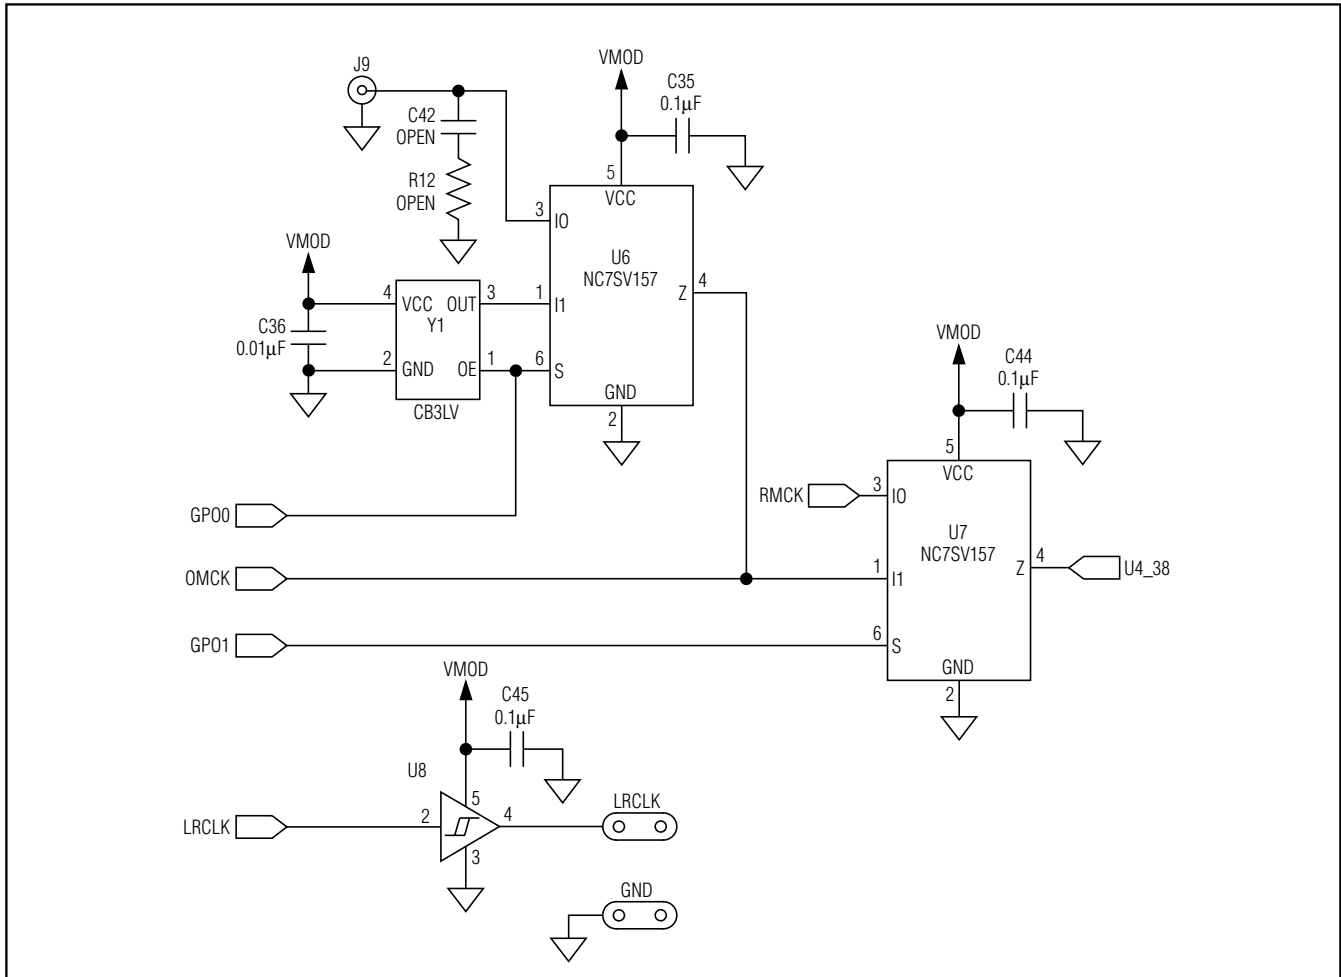 J9
VMOD
C35
0.1µF
C42
OPEN
R12
OPEN
5
VCC
3
I0
U6
NC7SV157
VMOD
4
VCC
OUT
3
1
I1
Z
4
Y1
C36
0.01µF
2
GND
OE
1
6
S
CB3LV
GND
2
VMOD
C44
0.1µF
5
VCC
RMCK
3
I0
GPO0
U7
NC7SV157
OMCK
1
I1
Z
4
U4_38
GPO1
6
S
GND
2
VMOD
C45
0.1µF
U8
5
LRCLK
2
4
LRCLK
3
GND